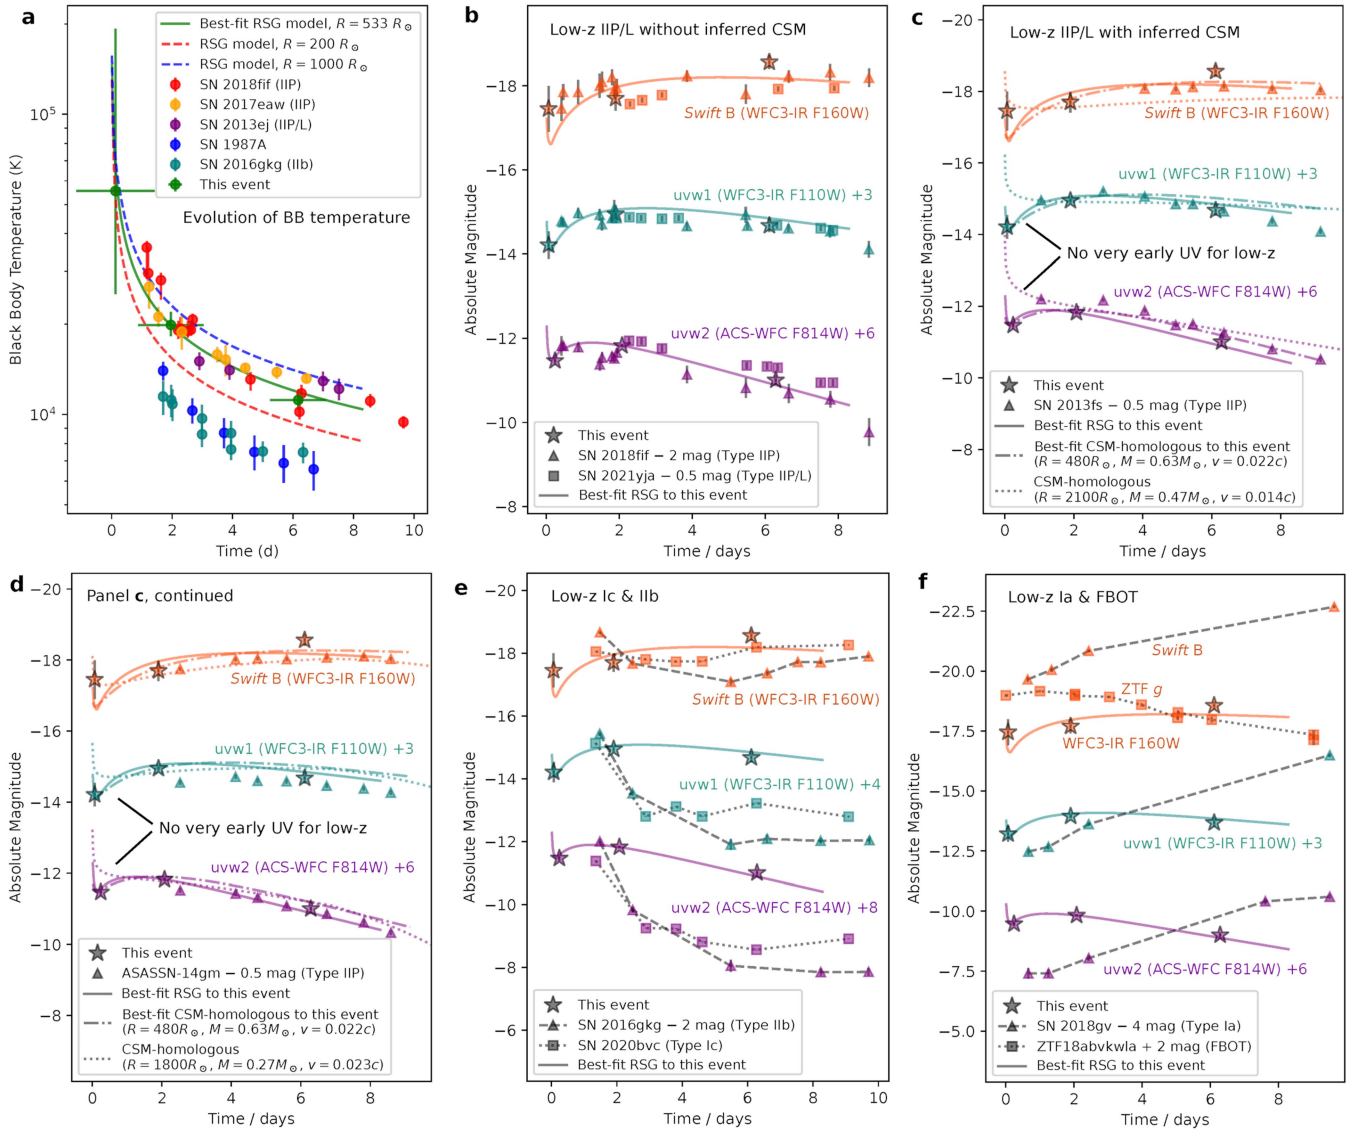 a
Best-fit RSG model, R = 533 R⊙
RSG model, R = 200 R⊙
RSG model, R = 1000 R⊙
SN 2018fif (IIP)
SN 2017eaw (IIP)
SN 2013ej (IIP/L)
SN 1987A
SN 2016gkg (IIb)
This event
Evolution of BB temperature
Black Body Temperature (K)
10⁵
10⁴
0 2 4 6 8 10
Time (d)
b
Low-z IIP/L without inferred CSM
Swift B (WFC3-IR F160W)
uvw1 (WFC3-IR F110W) +3
uvw2 (ACS-WFC F814W) +6
This event
SN 2018fif − 2 mag (Type IIP)
SN 2021yja − 0.5 mag (Type IIP/L)
Best-fit RSG to this event
Absolute Magnitude
−18
−16
−14
−12
−10
−8
0 2 4 6 8
Time / days
c
Low-z IIP/L with inferred CSM
Swift B (WFC3-IR F160W)
uvw1 (WFC3-IR F110W) +3
No very early UV for low-z
uvw2 (ACS-WFC F814W) +6
This event
SN 2013fs − 0.5 mag (Type IIP)
Best-fit RSG to this event
Best-fit CSM-homologous to this event
(R = 480R⊙, M = 0.63M⊙, v = 0.022c)
CSM-homologous
(R = 2100R⊙, M = 0.47M⊙, v = 0.014c)
Absolute Magnitude
−20
−18
−16
−14
−12
−10
−8
0 2 4 6 8
Time / days
d
Panel c, continued
Swift B (WFC3-IR F160W)
uvw1 (WFC3-IR F110W) +3
No very early UV for low-z
uvw2 (ACS-WFC F814W) +6
This event
ASASSN-14gm − 0.5 mag (Type IIP)
Best-fit RSG to this event
Best-fit CSM-homologous to this event
(R = 480R⊙, M = 0.63M⊙, v = 0.022c)
CSM-homologous
(R = 1800R⊙, M = 0.27M⊙, v = 0.023c)
Absolute Magnitude
−20
−18
−16
−14
−12
−10
−8
0 2 4 6 8
Time / days
e
Low-z Ic & IIb
Swift B (WFC3-IR F160W)
uvw1 (WFC3-IR F110W) +4
uvw2 (ACS-WFC F814W) +8
This event
SN 2016gkg − 2 mag (Type IIb)
SN 2020bvc (Type Ic)
Best-fit RSG to this event
Absolute Magnitude
−20
−18
−16
−14
−12
−10
−8
−6
0 2 4 6 8 10
Time / days
f
Low-z Ia & FBOT
Swift B
ZTF g
WFC3-IR F160W
uvw1 (WFC3-IR F110W) +3
uvw2 (ACS-WFC F814W) +6
This event
SN 2018gv − 4 mag (Type Ia)
ZTF18abvkwla + 2 mag (FBOT)
Best-fit RSG to this event
Absolute Magnitude
−22.5
−20.0
−17.5
−15.0
−12.5
−10.0
−7.5
−5.0
0 2 4 6 8
Time / days